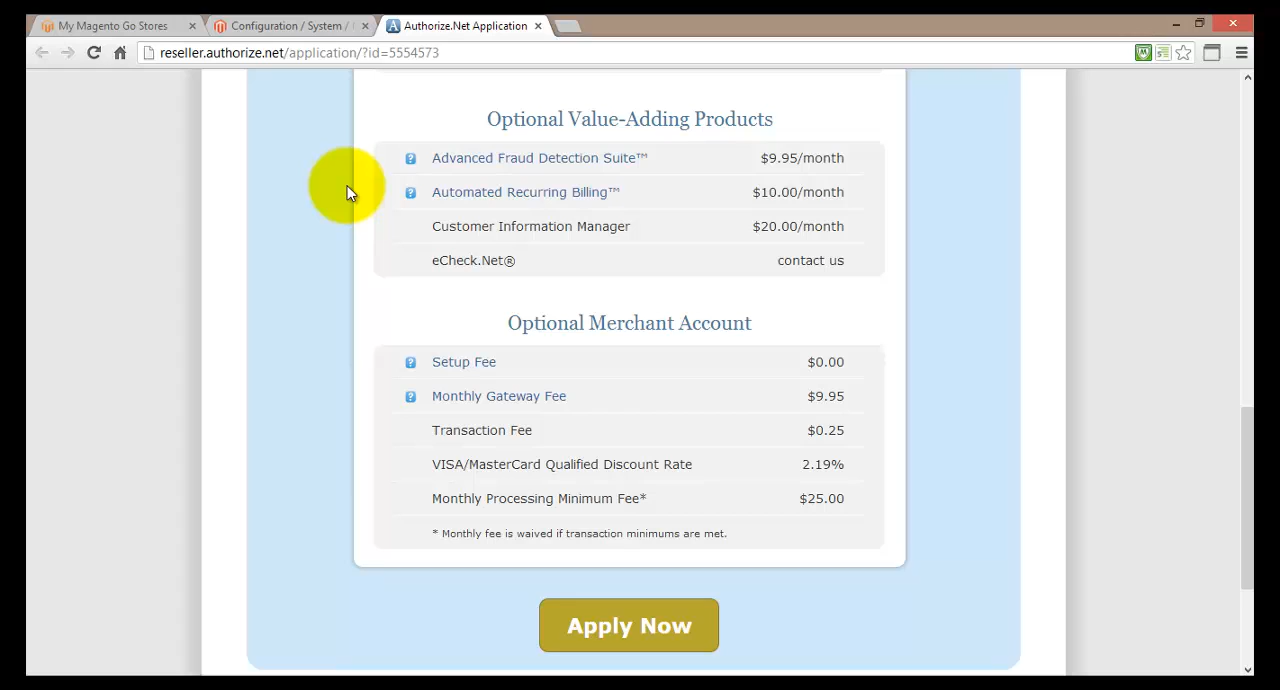 My Magento Go Stores
Configuration / System /
Authorize.Net Application
reseller.authorize.net/application/?id=5554573
Optional Value-Adding Products
Advanced Fraud Detection Suite™ $9.95/month
Automated Recurring Billing™ $10.00/month
Customer Information Manager $20.00/month
eCheck.Net® contact us
Optional Merchant Account
Setup Fee $0.00
Monthly Gateway Fee $9.95
Transaction Fee $0.25
VISA/MasterCard Qualified Discount Rate 2.19%
Monthly Processing Minimum Fee* $25.00
* Monthly fee is waived if transaction minimums are met.
Apply Now